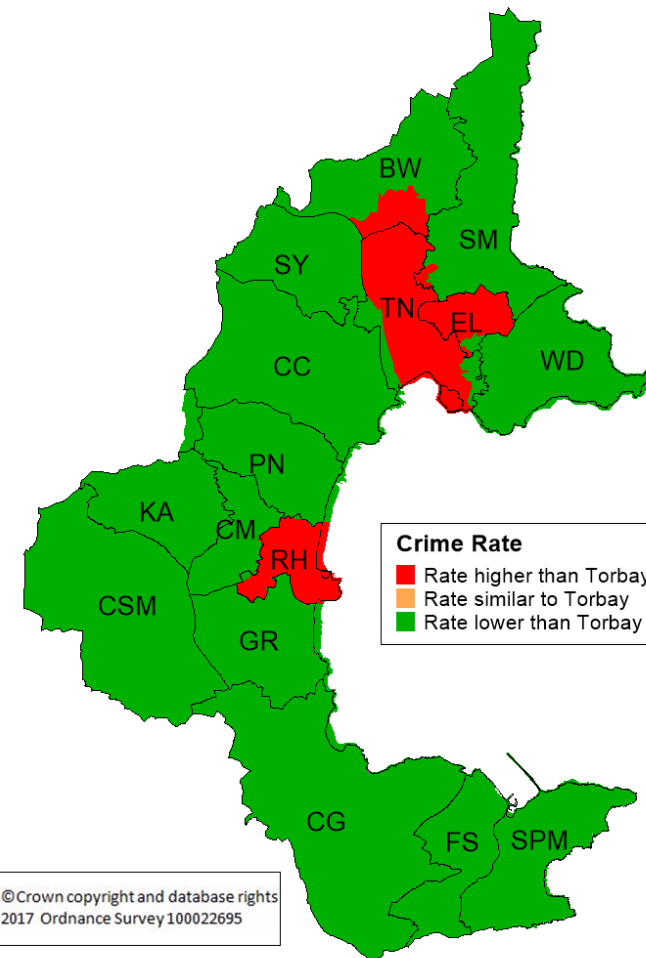 BW
SM
SY
TN
EL
WD
CC
PN
KA
CM
RH
CSM
GR
Crime Rate
Rate higher than Torbay
Rate similar to Torbay
Rate lower than Torbay
CG
FS
SPM
©Crown copyright and database rights
2017 Ordnance Survey 100022695